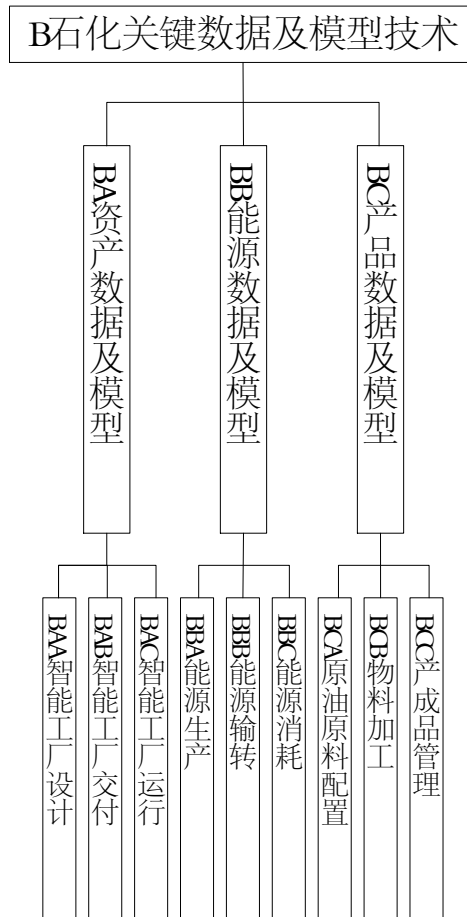 B石化关键数据及模型技术
BA资产数据及模型
BB能源数据及模型
BC产品数据及模型
BAA智能工厂设计
BAB智能工厂交付
BAC智能工厂运行
BBA能源生产
BBB能源输转
BBC能源消耗
BCA原油原料配置
BCB物料加工
BCC产成品管理